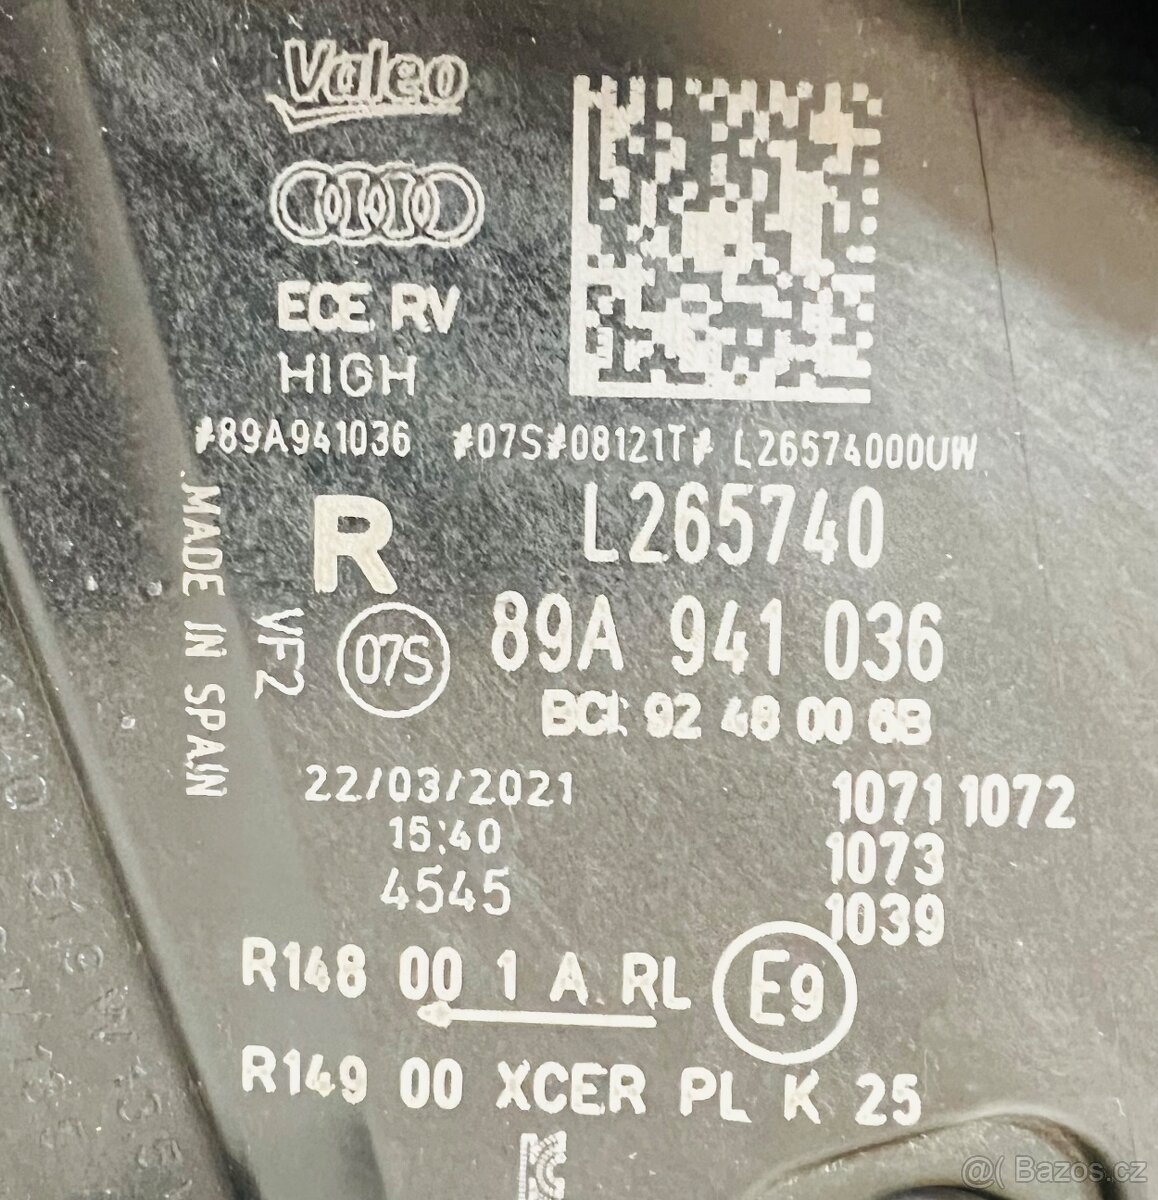 Valeo
ECE RV
HIGH
#89A941036 #07S#08121T# L26574000UW
R
L265740
MADE IN SPAIN
VF2
07S
89A 941 036
BCI: 92 48 00 6B
22/03/2021
15:40
4545
1071 1072
1073
1039
R148 00 1 A RL
E9
R149 00 XCER PL K 25
Bazos.cz